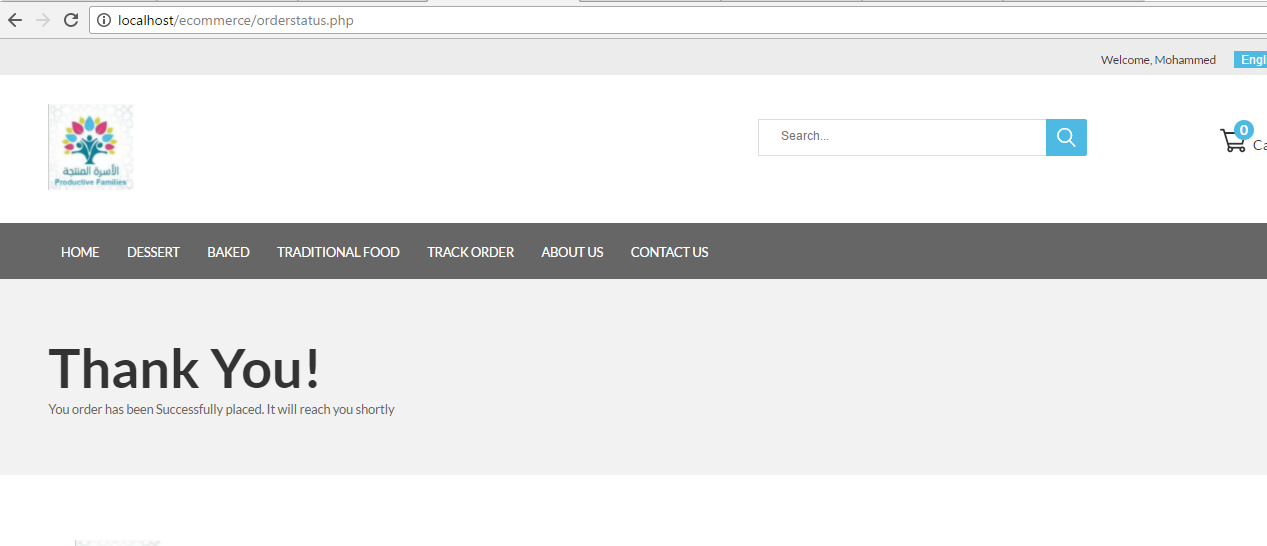 localhost/ecommerce/orderstatus.php
Welcome, Mohammed
Engl
الأسرة المنتجة
Productive Families
Search...
0
Ca
HOME DESSERT BAKED TRADITIONAL FOOD TRACK ORDER ABOUT US CONTACT US
Thank You!
You order has been Successfully placed. It will reach you shortly